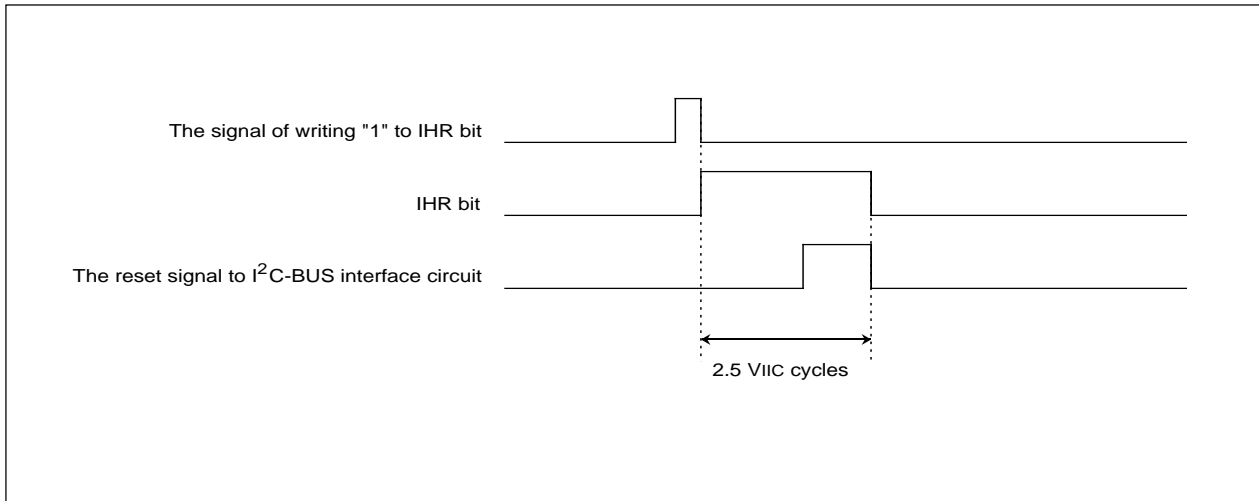 The signal of writing "1" to IHR bit
IHR bit
The reset signal to I²C-BUS interface circuit
2.5 VIIC cycles